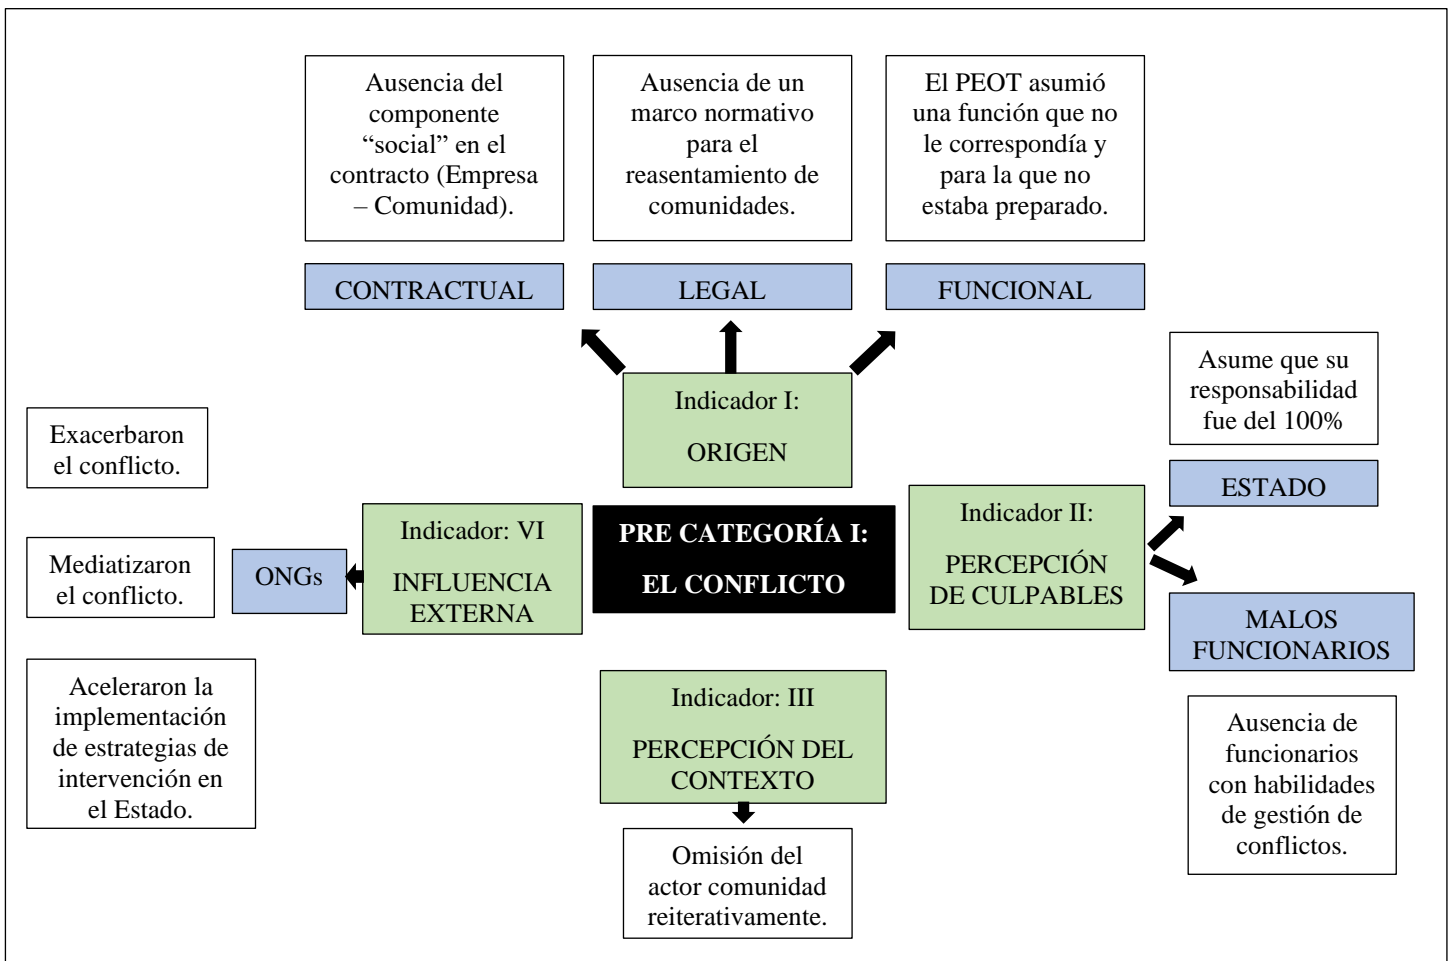 Ausencia del
componente
“social” en el
contracto (Empresa
– Comunidad).
Ausencia de un
marco normativo
para el
reasentamiento de
comunidades.
El PEOT asumió
una función que no
le correspondía y
para la que no
estaba preparado.
CONTRACTUAL
LEGAL
FUNCIONAL
Indicador I:
ORIGEN
Asume que su
responsabilidad
fue del 100%
ESTADO
Exacerbaron
el conflicto.
Mediatizaron
el conflicto.
Aceleraron la
implementación
de estrategias de
intervención en
el Estado.
ONGs
Indicador: VI
INFLUENCIA
EXTERNA
PRE CATEGORÍA I:
EL CONFLICTO
Indicador II:
PERCEPCIÓN
DE CULPABLES
MALOS
FUNCIONARIOS
Ausencia de
funcionarios
con habilidades
de gestión de
conflictos.
Indicador: III
PERCEPCIÓN DEL
CONTEXTO
Omisión del
actor comunidad
reiterativamente.